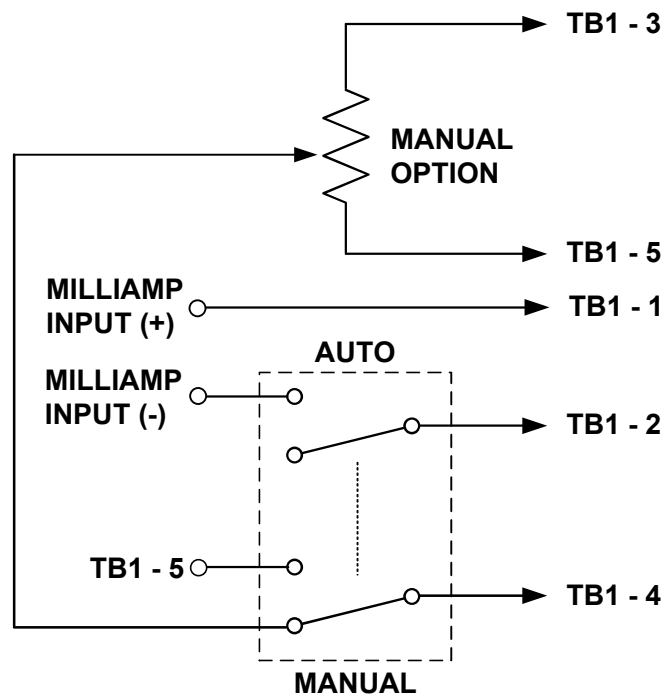 TB1 - 3
MANUAL
OPTION
TB1 - 5
MILLIAMP
INPUT (+)
TB1 - 1
AUTO
MILLIAMP
INPUT (-)
TB1 - 2
TB1 - 5
TB1 - 4
MANUAL